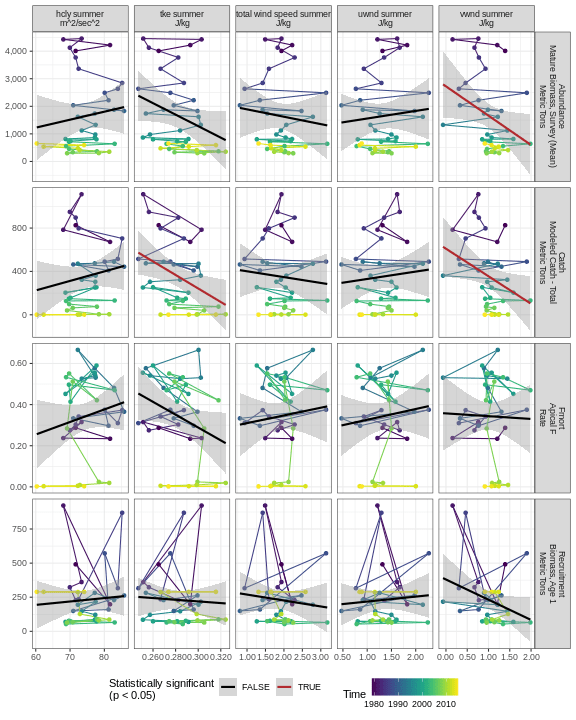 hcly summer
m^2/sec^2
tke summer
J/kg
total wind speed summer
J/kg
uwnd summer
J/kg
vwnd summer
J/kg
4,000
3,000
2,000
1,000
0
Abundance
Mature Biomass, Survey (Mean)
Metric Tons
800
400
0
Catch
Modeled Catch - Total
Metric Tons
0.60
0.40
0.20
0.00
Fmort
Apical F
Rate
750
500
250
0
Recruitment
Biomass, Age 1
Metric Tons
60 70 80
0.260 0.280 0.300 0.320
1.00 1.50 2.00 2.50 3.00
0.50 1.00 1.50 2.00
0.00 0.50 1.00 1.50 2.00
Statistically significant
(p < 0.05)
FALSE TRUE
Time
1980 1990 2000 2010